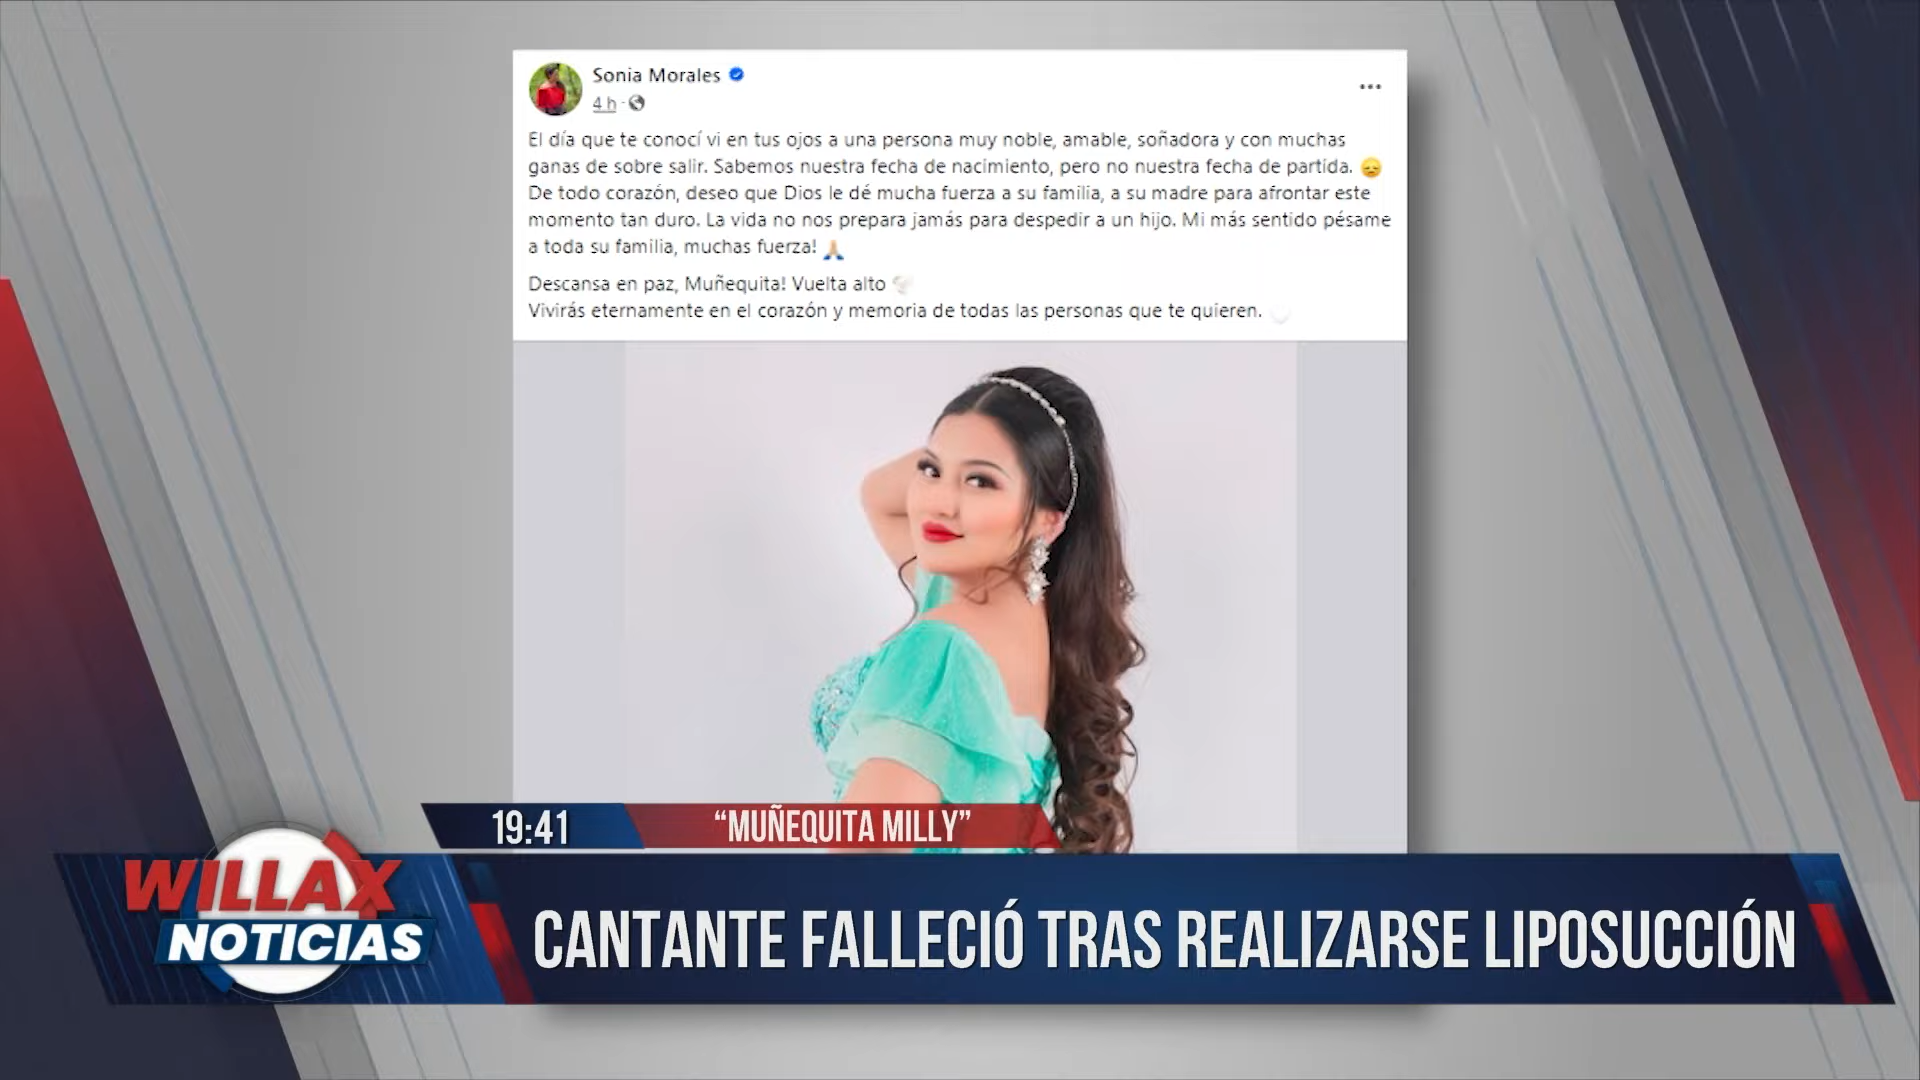 Sonia Morales
4 h ·
El día que te conocí vi en tus ojos a una persona muy noble, amable, soñadora y con muchas
ganas de sobre salir. Sabemos nuestra fecha de nacimiento, pero no nuestra fecha de partida. 😞
De todo corazón, deseo que Dios le dé mucha fuerza a su familia, a su madre para afrontar este
momento tan duro. La vida no nos prepara jamás para despedir a un hijo. Mi más sentido pésame
a toda su familia, muchas fuerza! 🙏🏼
Descansa en paz, Muñequita! Vuelta alto 🕊️
Vivirás eternamente en el corazón y memoria de todas las personas que te quieren. 🤍
19:41
“MUÑEQUITA MILLY”
WILLAX
NOTICIAS
CANTANTE FALLECIÓ TRAS REALIZARSE LIPOSUCCIÓN